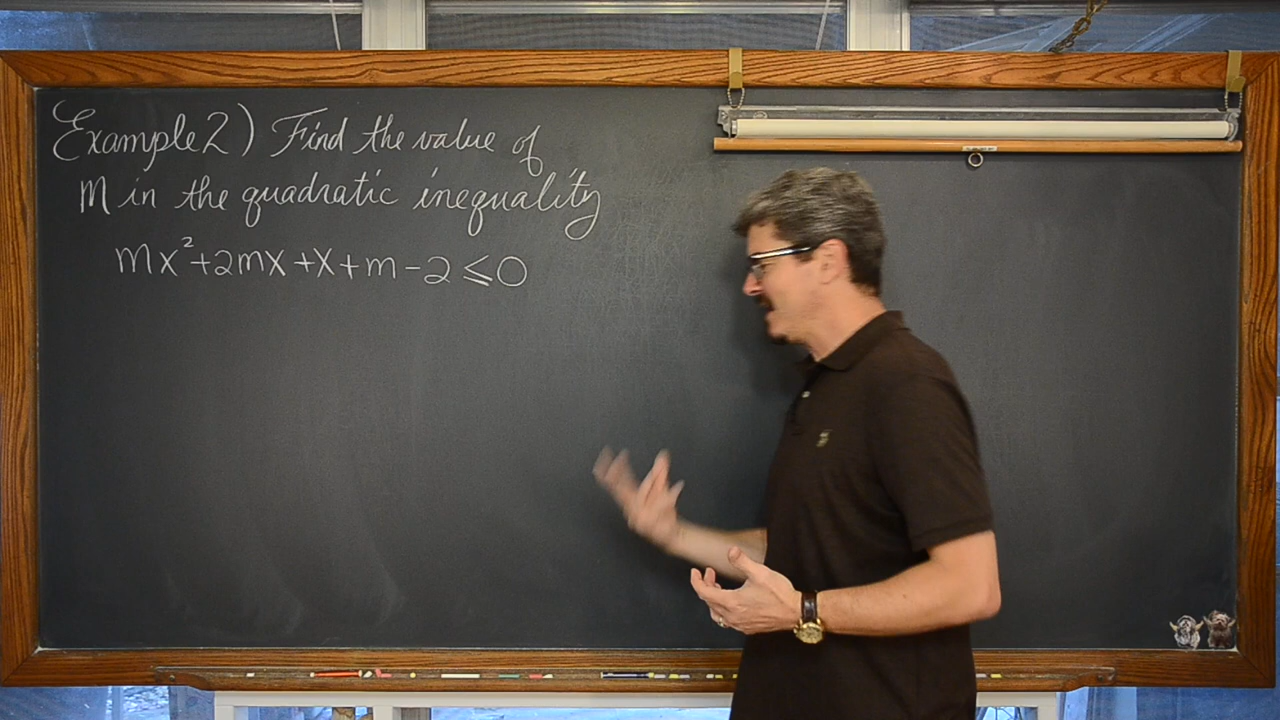 Example 2) Find the value of
m in the quadratic inequality
mx²+2mx+x+m-2≤0